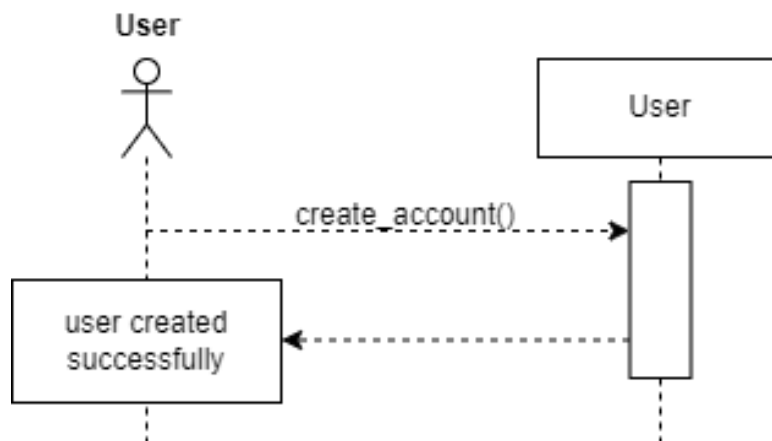 User
User
create_account()
user created
successfully